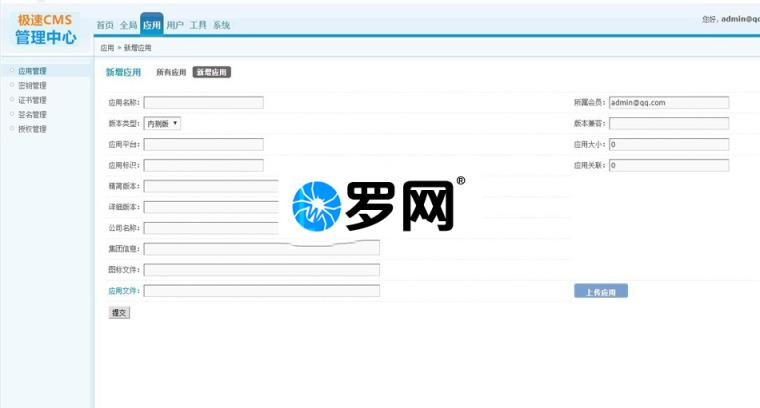 极速CMS
管理中心
首页 全局 应用 用户 工具 系统
您好, admin@q
应用 » 新增应用
应用管理
密钥管理
证书管理
签名管理
授权管理
新增应用 所有应用 新增应用
应用名称:
所属会员: admin@qq.com
版本类型: 内测版
版本兼容:
应用平台:
应用大小: 0
应用标识:
应用关联: 0
精简版本:
详细版本:
公司名称:
罗网®
集团信息:
图标文件:
应用文件:
上传应用
提交